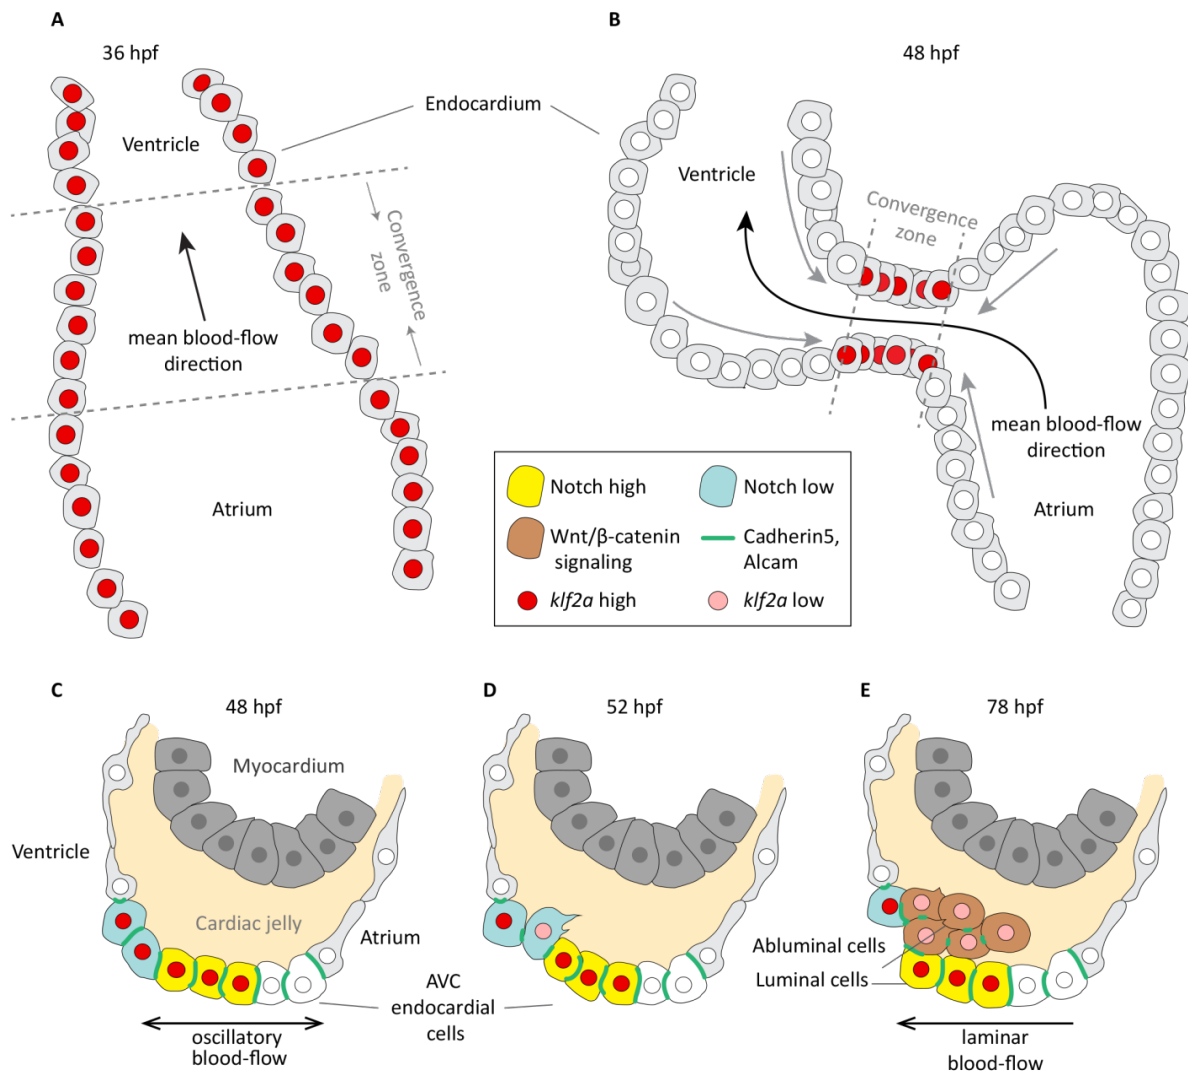 A
36 hpf
Ventricle
Endocardium
Convergence
zone
mean blood-flow
direction
Atrium
B
48 hpf
Ventricle
Convergence
zone
mean blood-flow
direction
Atrium
Notch high
Notch low
Wnt/β-catenin
signaling
Cadherin5,
Alcam
klf2a high
klf2a low
C
48 hpf
Myocardium
Ventricle
Cardiac jelly
Atrium
AVC
endocardial
cells
oscillatory
blood-flow
D
52 hpf
E
78 hpf
Abluminal cells
Luminal cells
laminar
blood-flow